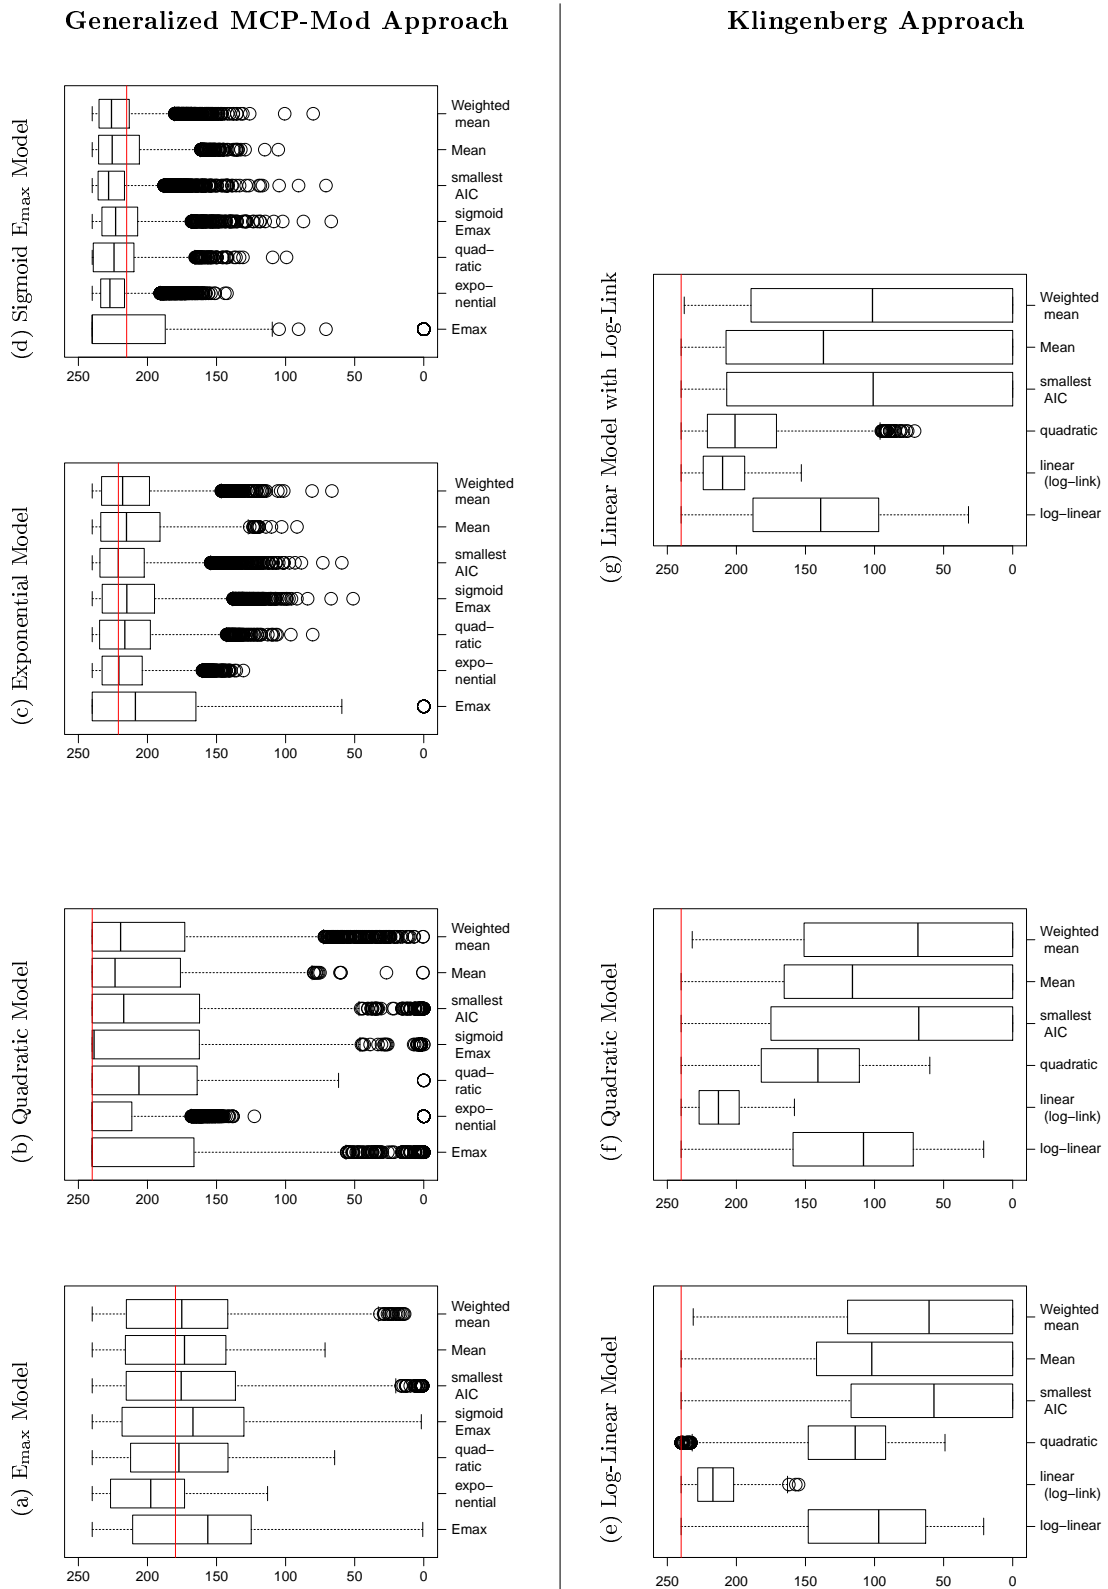 Generalized MCP-Mod Approach
(d) Sigmoid Emax Model
Weighted
mean
Mean
smallest
AIC
sigmoid
Emax
quad–
ratic
expo–
nential
Emax
250 200 150 100 50 0
(c) Exponential Model
Weighted
mean
Mean
smallest
AIC
sigmoid
Emax
quad–
ratic
expo–
nential
Emax
250 200 150 100 50 0
(b) Quadratic Model
Weighted
mean
Mean
smallest
AIC
sigmoid
Emax
quad–
ratic
expo–
nential
Emax
250 200 150 100 50 0
(a) Emax Model
Weighted
mean
Mean
smallest
AIC
sigmoid
Emax
quad–
ratic
expo–
nential
Emax
250 200 150 100 50 0
Klingenberg Approach
(g) Linear Model with Log-Link
Weighted
mean
Mean
smallest
AIC
quadratic
linear
(log–link)
log–linear
250 200 150 100 50 0
(f) Quadratic Model
Weighted
mean
Mean
smallest
AIC
quadratic
linear
(log–link)
log–linear
250 200 150 100 50 0
(e) Log-Linear Model
Weighted
mean
Mean
smallest
AIC
quadratic
linear
(log–link)
log–linear
250 200 150 100 50 0